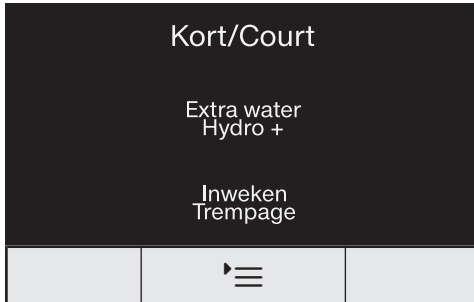 Kort/Court
Extra water
Hydro +
Inweken
Trempage